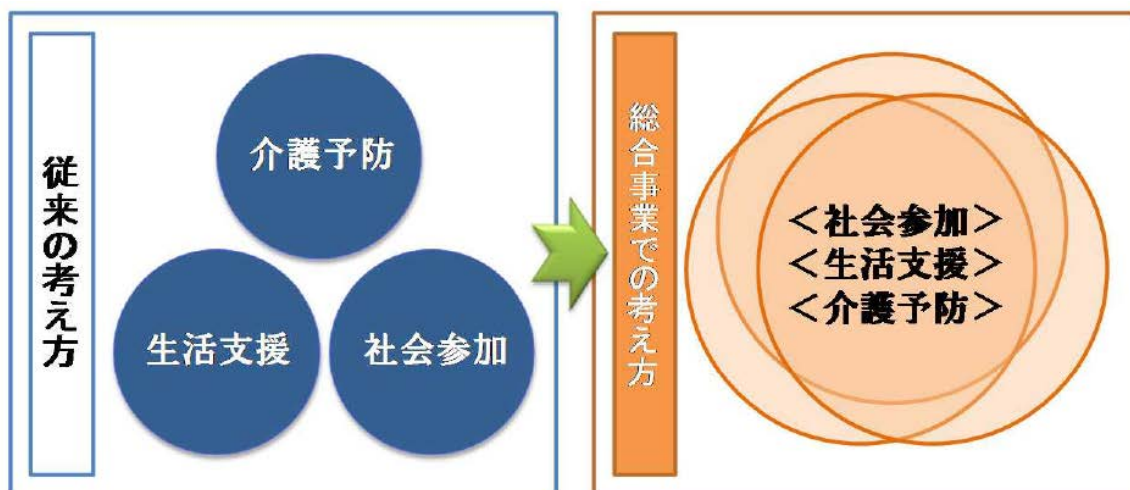 従来の考え方
介護予防
生活支援
社会参加
総合事業での考え方
＜社会参加＞
＜生活支援＞
＜介護予防＞